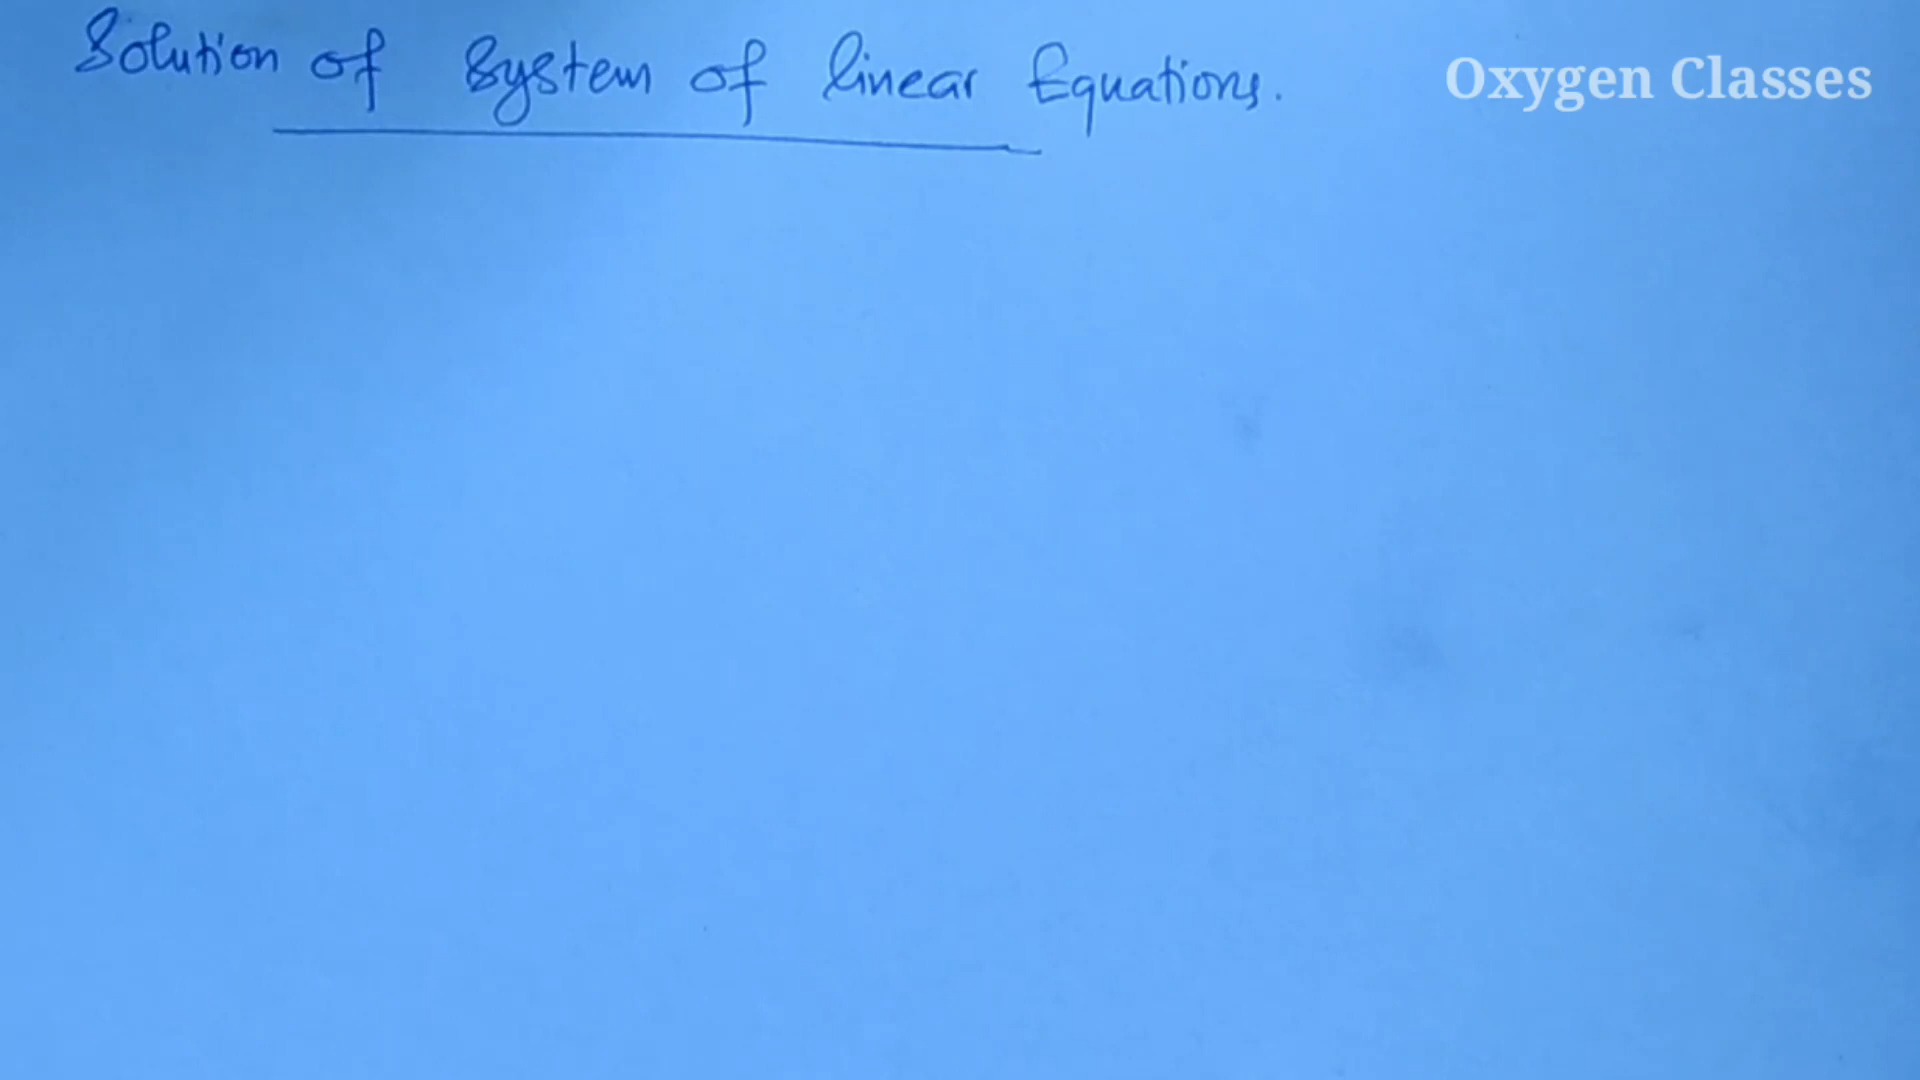 Solution of System of linear Equations.
Oxygen Classes